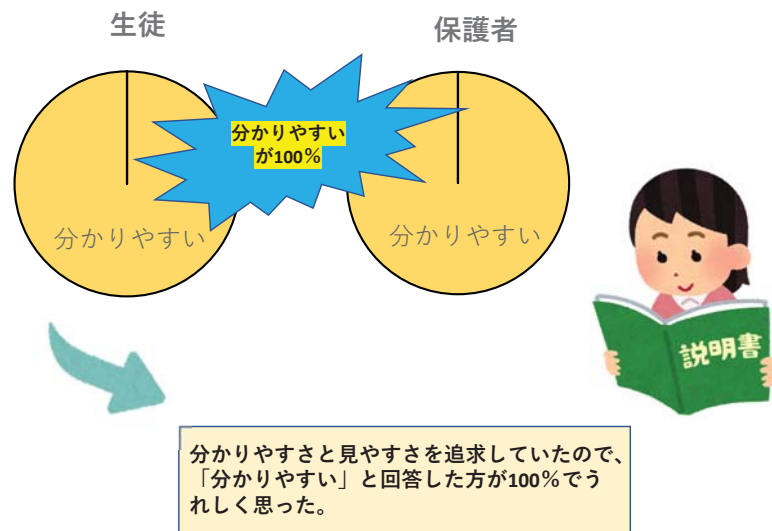 生徒
保護者
分かりやすい
が100%
分かりやすい
分かりやすい
説明書
分かりやすさと見やすさを追求していたので、
「分かりやすい」と回答した方が100%でう
れしく思った。